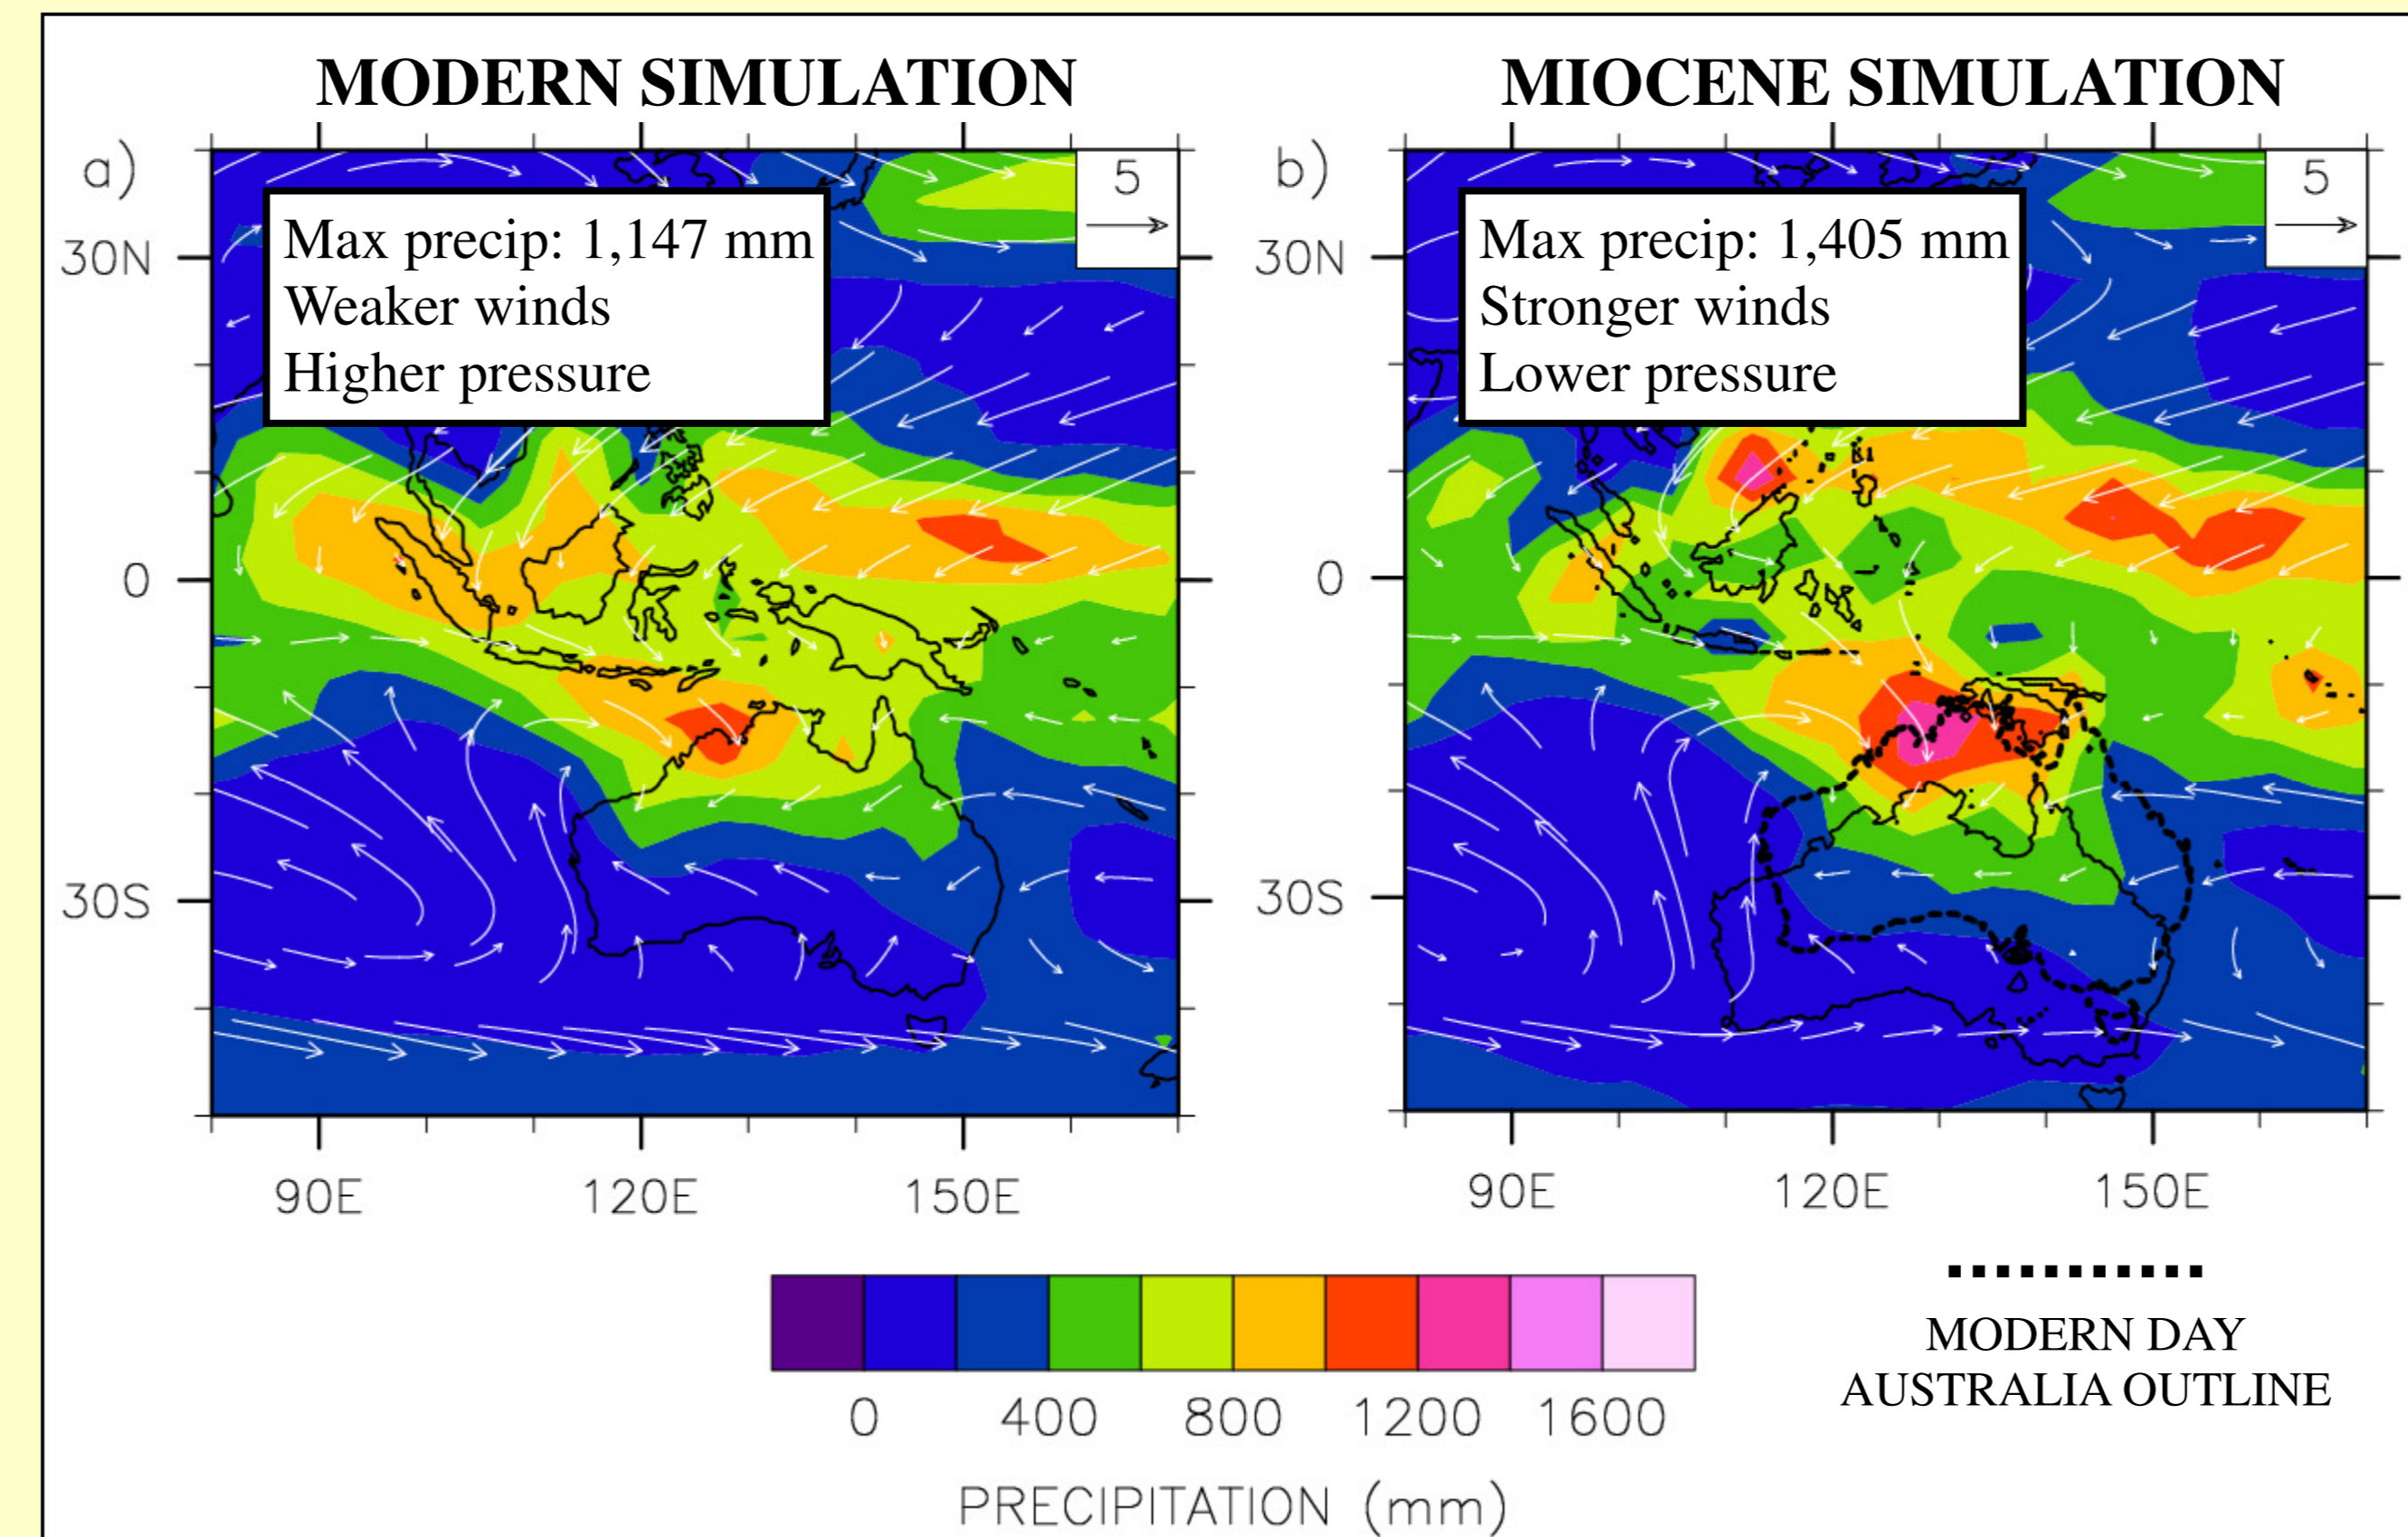 MODERN SIMULATION
a)
5
Max precip: 1,147 mm
Weaker winds
Higher pressure
30N
0
30S
90E 120E 150E
MIOCENE SIMULATION
b)
5
Max precip: 1,405 mm
Stronger winds
Lower pressure
30N
0
30S
90E 120E 150E
0 400 800 1200 1600
PRECIPITATION (mm)
MODERN DAY
AUSTRALIA OUTLINE